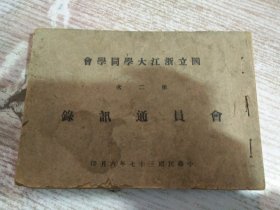 國立浙江大學同學會
第二次
會員通訊錄
中華民國三十七年六月印